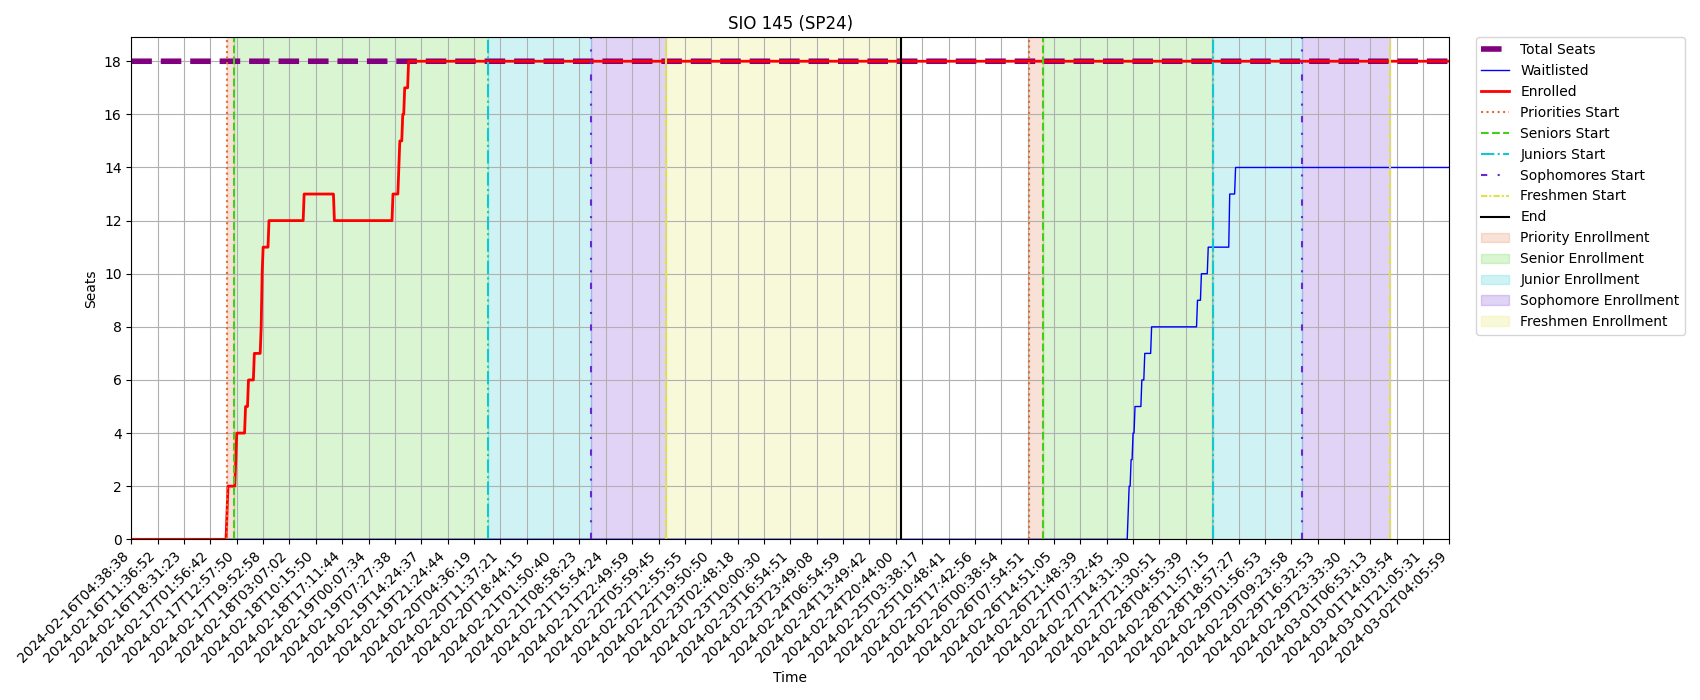 SIO 145 (SP24)
Seats
18
16
14
12
10
8
6
4
2
0
2024-02-16T04:38:38
2024-02-16T11:36:52
2024-02-16T18:31:23
2024-02-17T01:56:42
2024-02-17T12:57:50
2024-02-17T19:52:58
2024-02-18T03:07:02
2024-02-18T10:15:50
2024-02-18T17:11:44
2024-02-19T00:07:34
2024-02-19T07:27:38
2024-02-19T14:24:37
2024-02-19T21:24:44
2024-02-20T04:36:19
2024-02-20T11:37:21
2024-02-20T18:44:15
2024-02-21T01:50:40
2024-02-21T08:58:23
2024-02-21T15:54:24
2024-02-21T22:49:59
2024-02-22T05:59:45
2024-02-22T12:55:55
2024-02-22T19:50:50
2024-02-23T02:48:18
2024-02-23T10:00:30
2024-02-23T16:54:51
2024-02-23T23:49:08
2024-02-24T06:54:59
2024-02-24T13:49:42
2024-02-24T20:44:00
2024-02-25T03:38:17
2024-02-25T10:48:41
2024-02-25T17:42:56
2024-02-26T00:38:54
2024-02-26T07:54:51
2024-02-26T14:51:05
2024-02-26T21:48:39
2024-02-27T07:32:45
2024-02-27T14:31:30
2024-02-27T21:30:51
2024-02-28T04:55:39
2024-02-28T11:57:15
2024-02-28T18:57:27
2024-02-29T01:56:53
2024-02-29T09:23:58
2024-02-29T16:32:53
2024-02-29T23:33:30
2024-03-01T06:53:13
2024-03-01T14:03:54
2024-03-01T21:05:31
2024-03-02T04:05:59
Time
Total Seats
Waitlisted
Enrolled
Priorities Start
Seniors Start
Juniors Start
Sophomores Start
Freshmen Start
End
Priority Enrollment
Senior Enrollment
Junior Enrollment
Sophomore Enrollment
Freshmen Enrollment